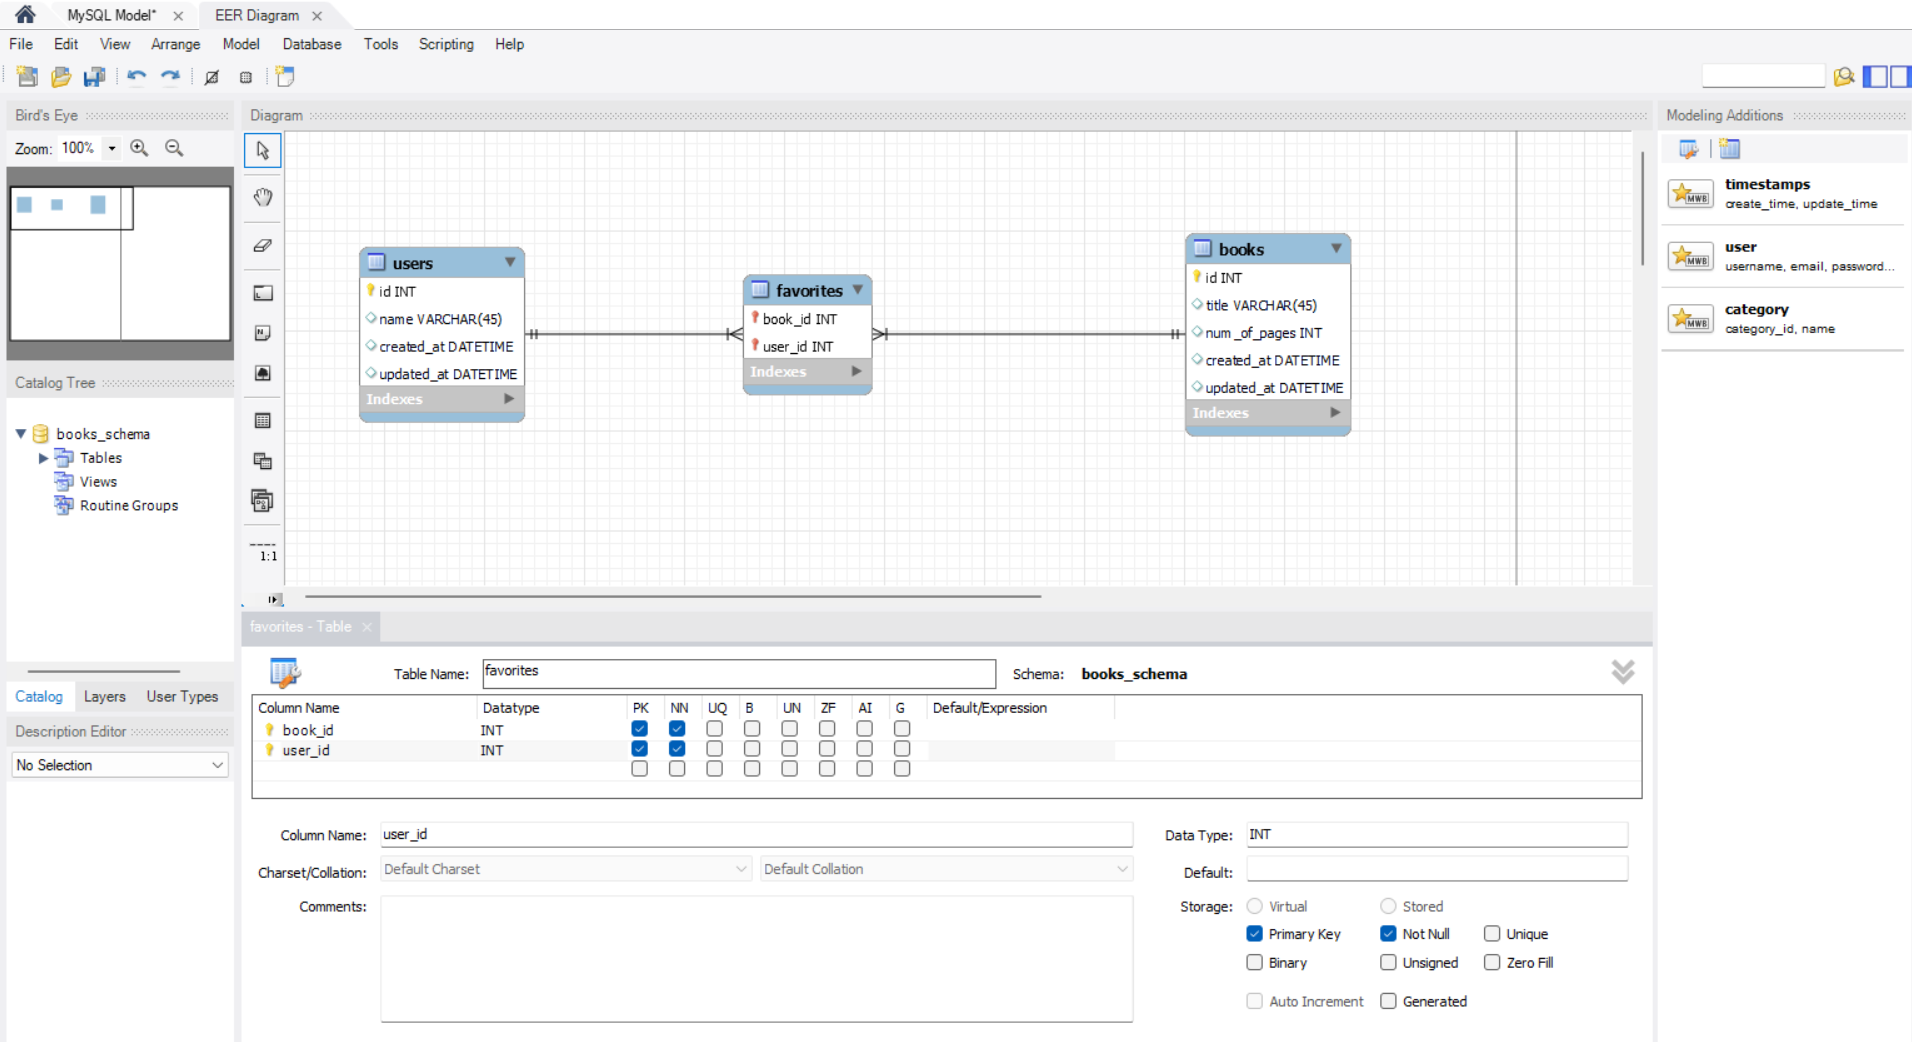 MySQL Model* ×
EER Diagram ×
File Edit View Arrange Model Database Tools Scripting Help
Bird's Eye
Zoom: 100%
Diagram
Modeling Additions
timestamps
create_time, update_time
user
username, email, password...
category
category_id, name
users
id INT
name VARCHAR(45)
created_at DATETIME
updated_at DATETIME
Indexes
favorites
book_id INT
user_id INT
Indexes
books
id INT
title VARCHAR(45)
num_of_pages INT
created_at DATETIME
updated_at DATETIME
Indexes
MWB
MWB
MWB
1:1
Catalog Tree
books_schema
Tables
Views
Routine Groups
Catalog Layers User Types
Description Editor
No Selection
favorites - Table ×
Table Name: favorites Schema: books_schema
Column Name Datatype PK NN UQ B UN ZF AI G Default/Expression
book_id INT
user_id INT
Column Name: user_id Data Type: INT
Charset/Collation: Default Charset Default Collation Default:
Comments: Storage: Virtual Stored
Primary Key Not Null Unique
Binary Unsigned Zero Fill
Auto Increment Generated